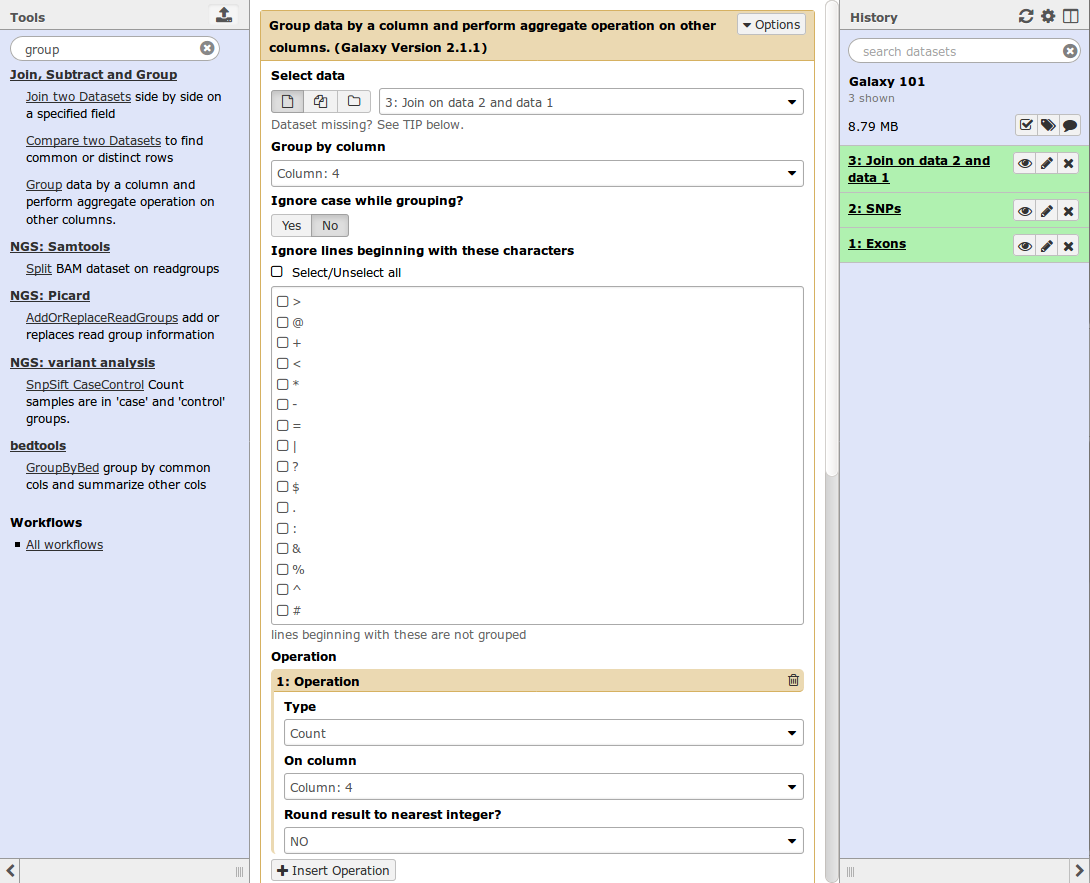 Tools
group
Join, Subtract and Group
Join two Datasets side by side on
a specified field
Compare two Datasets to find
common or distinct rows
Group data by a column and
perform aggregate operation on
other columns.
NGS: Samtools
Split BAM dataset on readgroups
NGS: Picard
AddOrReplaceReadGroups add or
replaces read group information
NGS: variant analysis
SnpSift CaseControl Count
samples are in 'case' and 'control'
groups.
bedtools
GroupByBed group by common
cols and summarize other cols
Workflows
All workflows
Group data by a column and perform aggregate operation on other
columns. (Galaxy Version 2.1.1)
Options
Select data
3: Join on data 2 and data 1
Dataset missing? See TIP below.
Group by column
Column: 4
Ignore case while grouping?
Yes No
Ignore lines beginning with these characters
Select/Unselect all
>
@
+
<
*
-
=
|
?
$
.
:
&
%
^
#
lines beginning with these are not grouped
Operation
1: Operation
Type
Count
On column
Column: 4
Round result to nearest integer?
NO
Insert Operation
History
search datasets
Galaxy 101
3 shown
8.79 MB
3: Join on data 2 and
data 1
2: SNPs
1: Exons